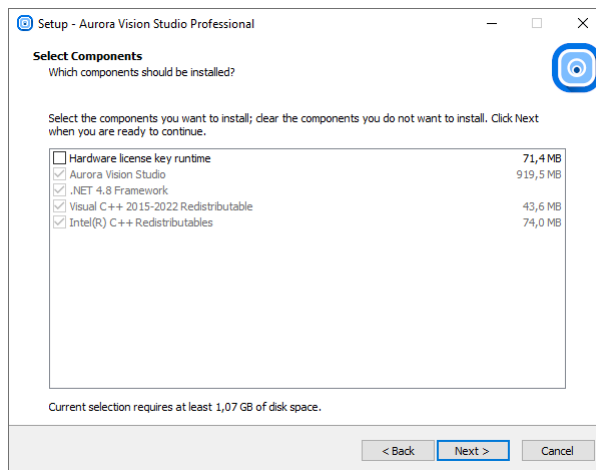 Setup - Aurora Vision Studio Professional
Select Components
Which components should be installed?
Select the components you want to install; clear the components you do not want to install. Click Next
when you are ready to continue.
Hardware license key runtime 71,4 MB
Aurora Vision Studio 919,5 MB
.NET 4.8 Framework
Visual C++ 2015-2022 Redistributable 43,6 MB
Intel(R) C++ Redistributables 74,0 MB
Current selection requires at least 1,07 GB of disk space.
< Back Next > Cancel